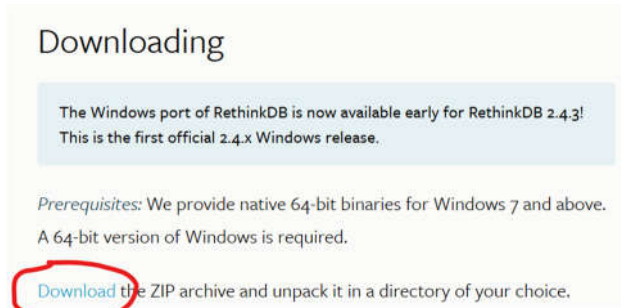 Downloading
The Windows port of RethinkDB is now available early for RethinkDB 2.4.3!
This is the first official 2.4.x Windows release.
Prerequisites: We provide native 64-bit binaries for Windows 7 and above.
A 64-bit version of Windows is required.
Download the ZIP archive and unpack it in a directory of your choice.